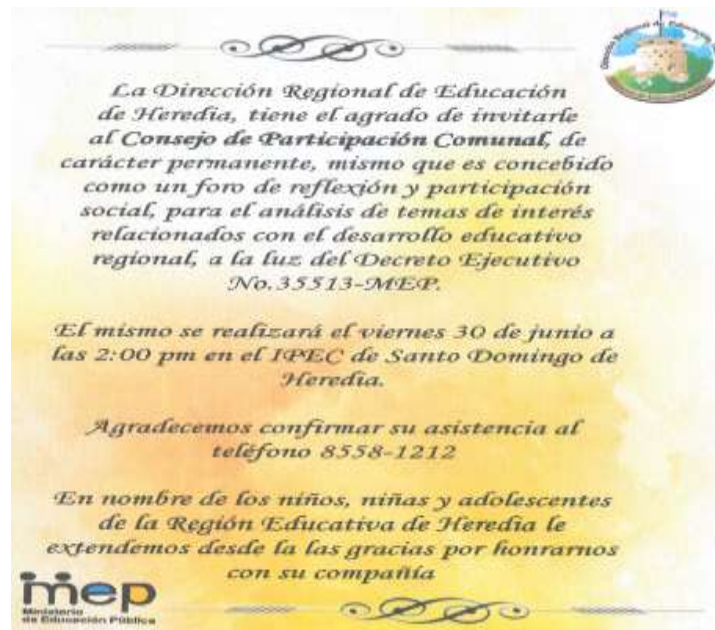 La Dirección Regional de Educación
de Heredia, tiene el agrado de invitarle
al Consejo de Participación Comunal, de
carácter permanente, mismo que es concebido
como un foro de reflexión y participación
social, para el análisis de temas de interés
relacionados con el desarrollo educativo
regional, a la luz del Decreto Ejecutivo
No.35513-MEP.
El mismo se realizará el viernes 30 de junio a
las 2:00 pm en el IPEC de Santo Domingo de
Heredia.
Agradecemos confirmar su asistencia al
teléfono 8558-1212
En nombre de los niños, niñas y adolescentes
de la Región Educativa de Heredia le
extendemos desde la las gracias por honrarnos
con su compañía
mep
Ministerio
de Educación Pública